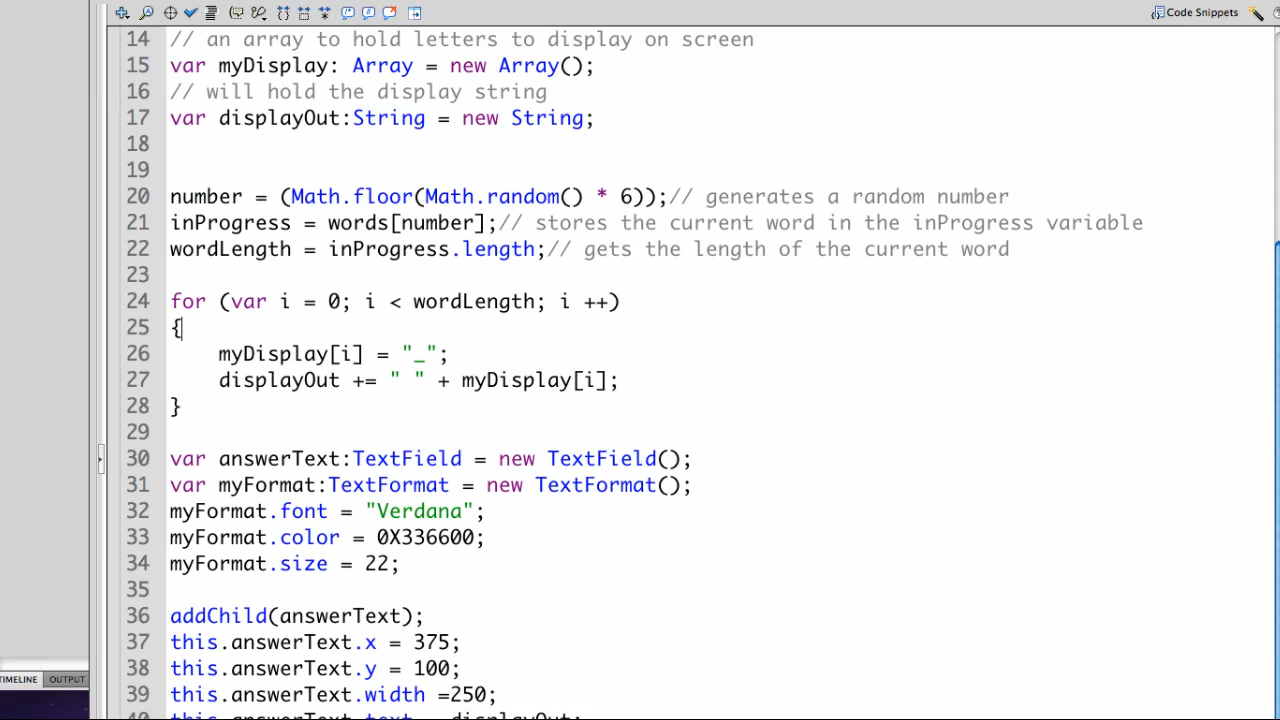 Code Snippets
14 // an array to hold letters to display on screen
15 var myDisplay: Array = new Array();
16 // will hold the display string
17 var displayOut:String = new String;
18
19
20 number = (Math.floor(Math.random() * 6));// generates a random number
21 inProgress = words[number];// stores the current word in the inProgress variable
22 wordLength = inProgress.length;// gets the length of the current word
23
24 for (var i = 0; i < wordLength; i ++)
25 {
26 myDisplay[i] = "_";
27 displayOut += " " + myDisplay[i];
28 }
29
30 var answerText:TextField = new TextField();
31 var myFormat:TextFormat = new TextFormat();
32 myFormat.font = "Verdana";
33 myFormat.color = 0X336600;
34 myFormat.size = 22;
35
36 addChild(answerText);
37 this.answerText.x = 375;
38 this.answerText.y = 100;
39 this.answerText.width =250;
40 this.answerText.text = displayOut;
TIMELINE OUTPUT